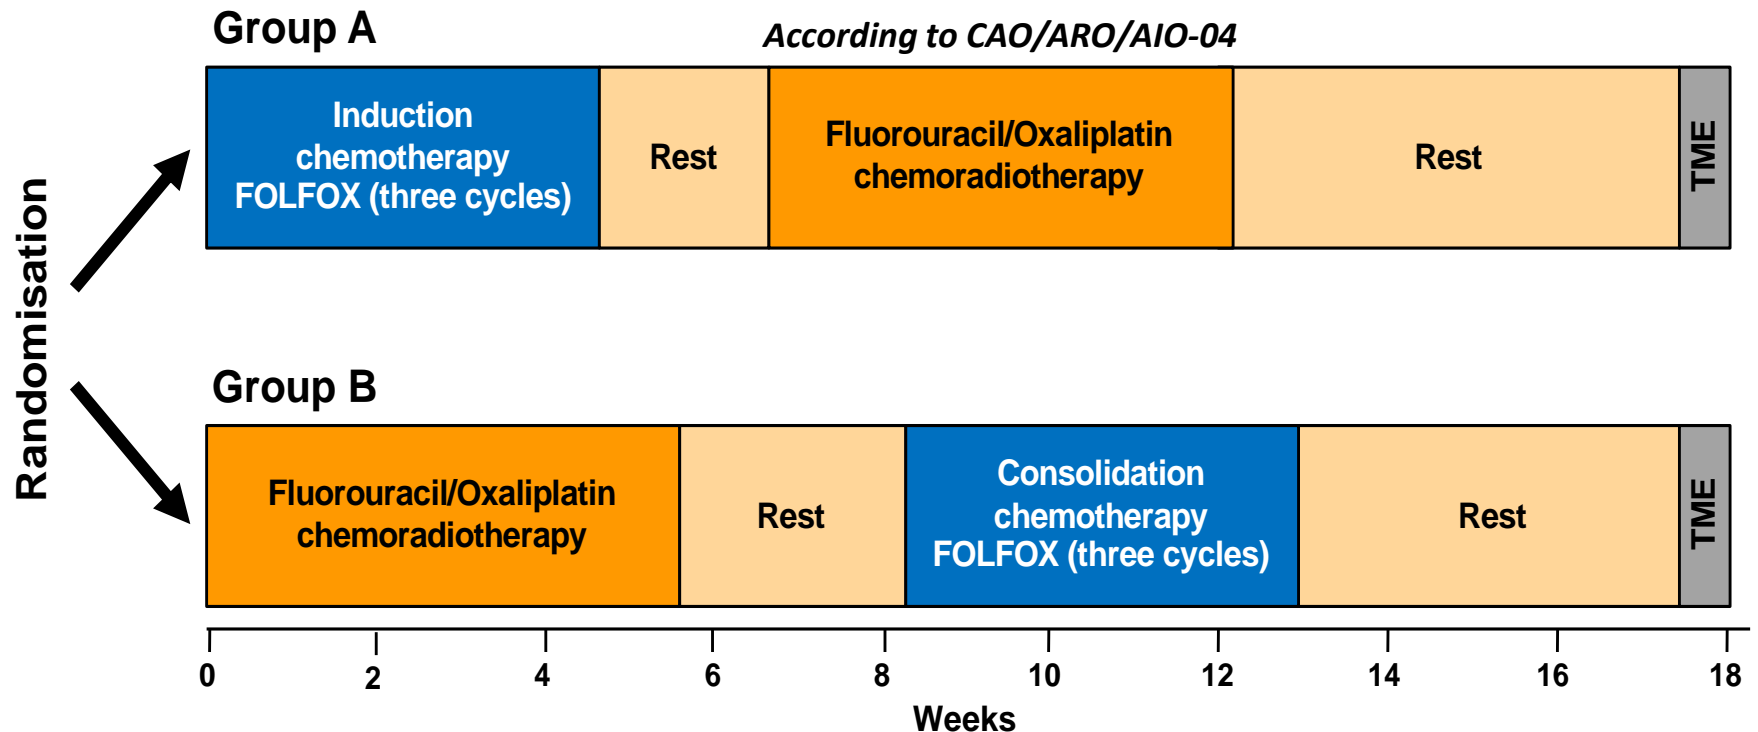 Randomisation
Group A
According to CAO/ARO/AIO-04
Induction
chemotherapy
FOLFOX (three cycles)
Rest
Fluorouracil/Oxaliplatin
chemoradiotherapy
Rest
TME
Group B
Fluorouracil/Oxaliplatin
chemoradiotherapy
Rest
Consolidation
chemotherapy
FOLFOX (three cycles)
Rest
TME
0 2 4 6 8 10 12 14 16 18
Weeks